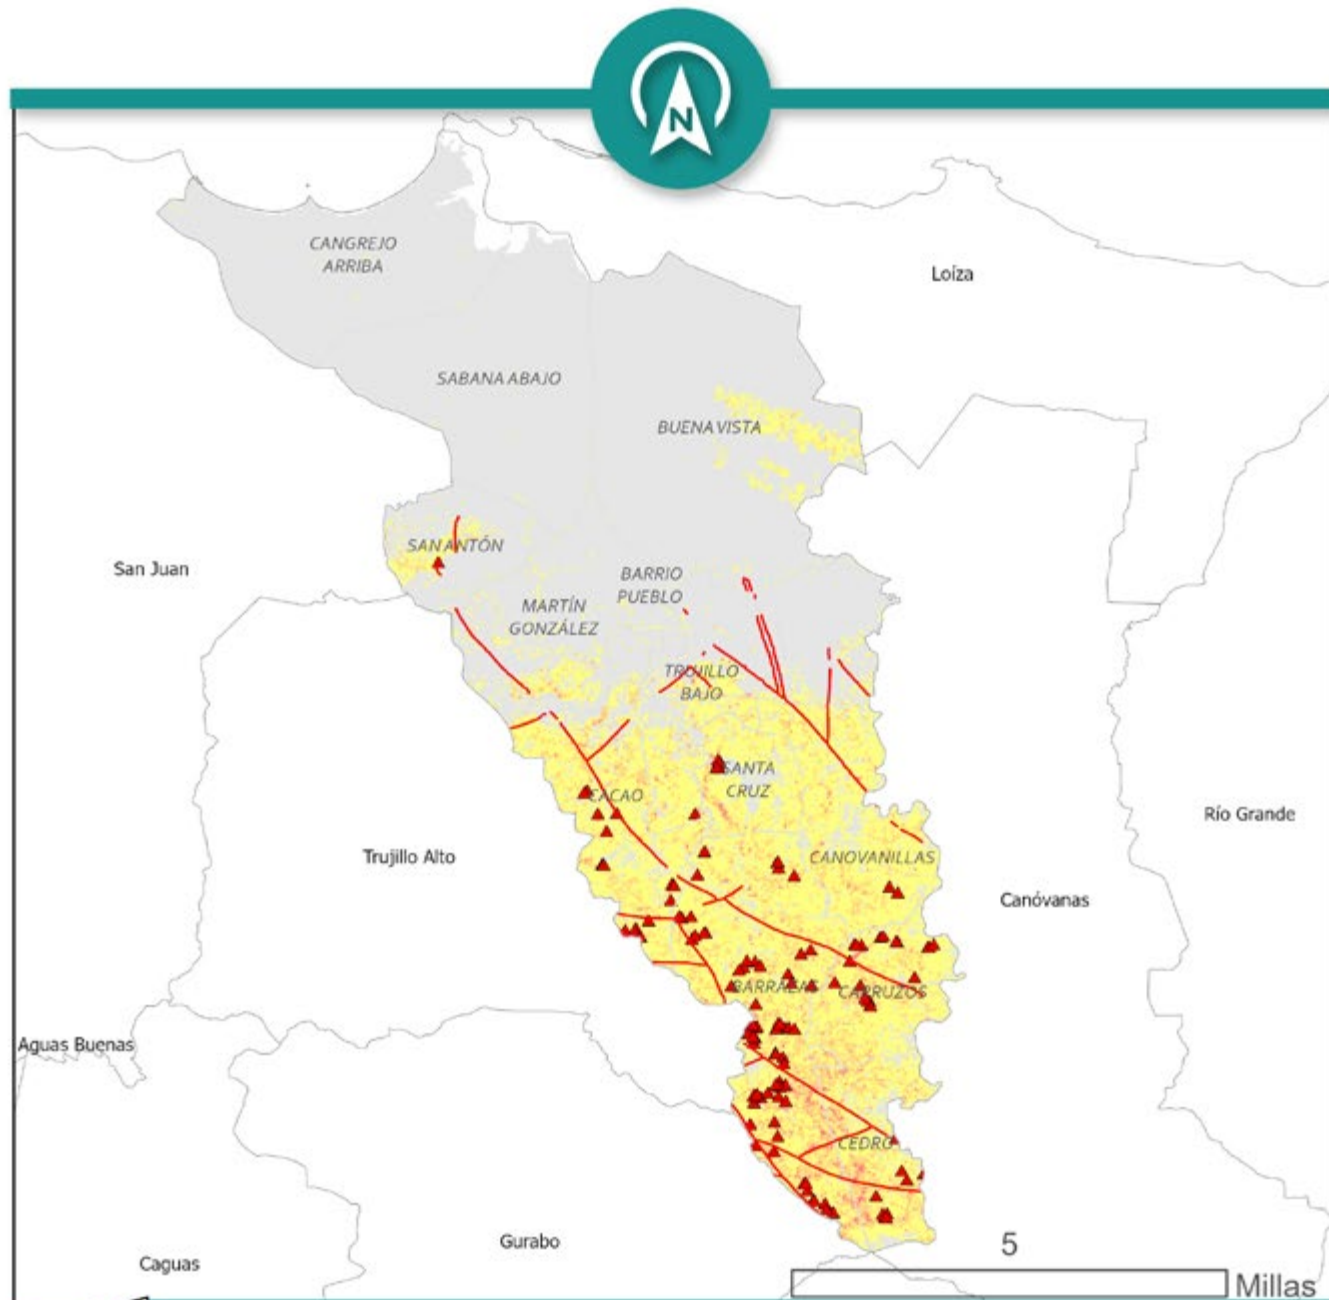 N
CANGREJO
ARRIBA
Loíza
SABANA ABAJO
BUENA VISTA
SAN ANTÓN
San Juan
BARRIO
PUEBLO
MARTÍN
GONZÁLEZ
TRUJILLO
BAJO
SANTA
CRUZ
CACAO
Río Grande
Trujillo Alto
CANOVANILLAS
Canóvanas
BARRAZAS
CARRUZOS
Aguas Buenas
CEDRO
Gurabo
5
Caguas
Millas